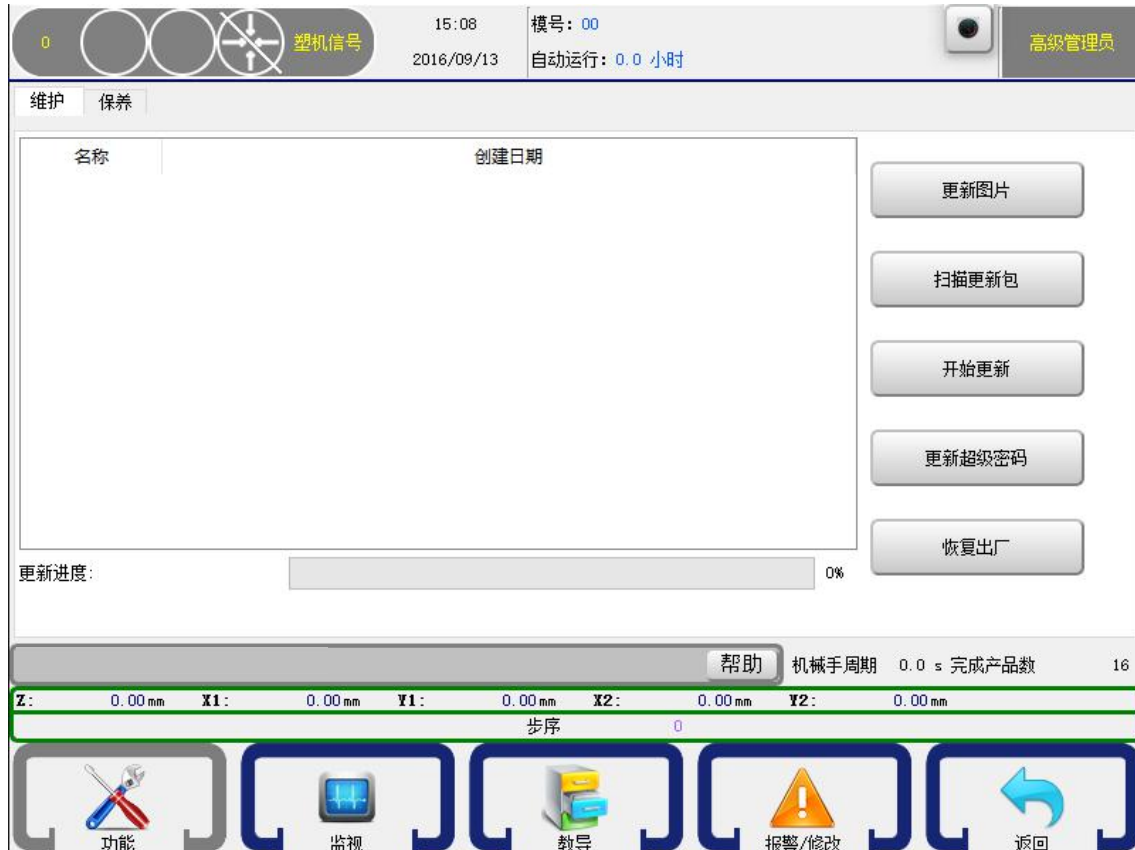 0 塑机信号 15:08 模号: 00 高级管理员
2016/09/13 自动运行: 0.0 小时
维护 保养
名称 创建日期
更新图片
扫描更新包
开始更新
更新超级密码
恢复出厂
更新进度: 0%
帮助 机械手周期 0.0 s 完成产品数 16
Z: 0.00mm X1: 0.00mm Y1: 0.00mm X2: 0.00mm Y2: 0.00mm
步序 0
功能 监视 教导 报警/修改 返回